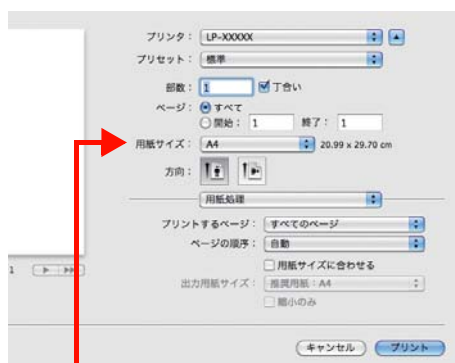 プリンタ： LP-XXXXX
プリセット： 標準
部数： 1 丁合い
ページ： すべて
開始： 1 終了： 1
用紙サイズ： A4 20.99 x 29.70 cm
方向：
用紙処理
プリントするページ： すべてのページ
ページの順序： 自動
用紙サイズに合わせる
1
出力用紙サイズ： 推奨用紙：A4
縮小のみ
キャンセル プリント